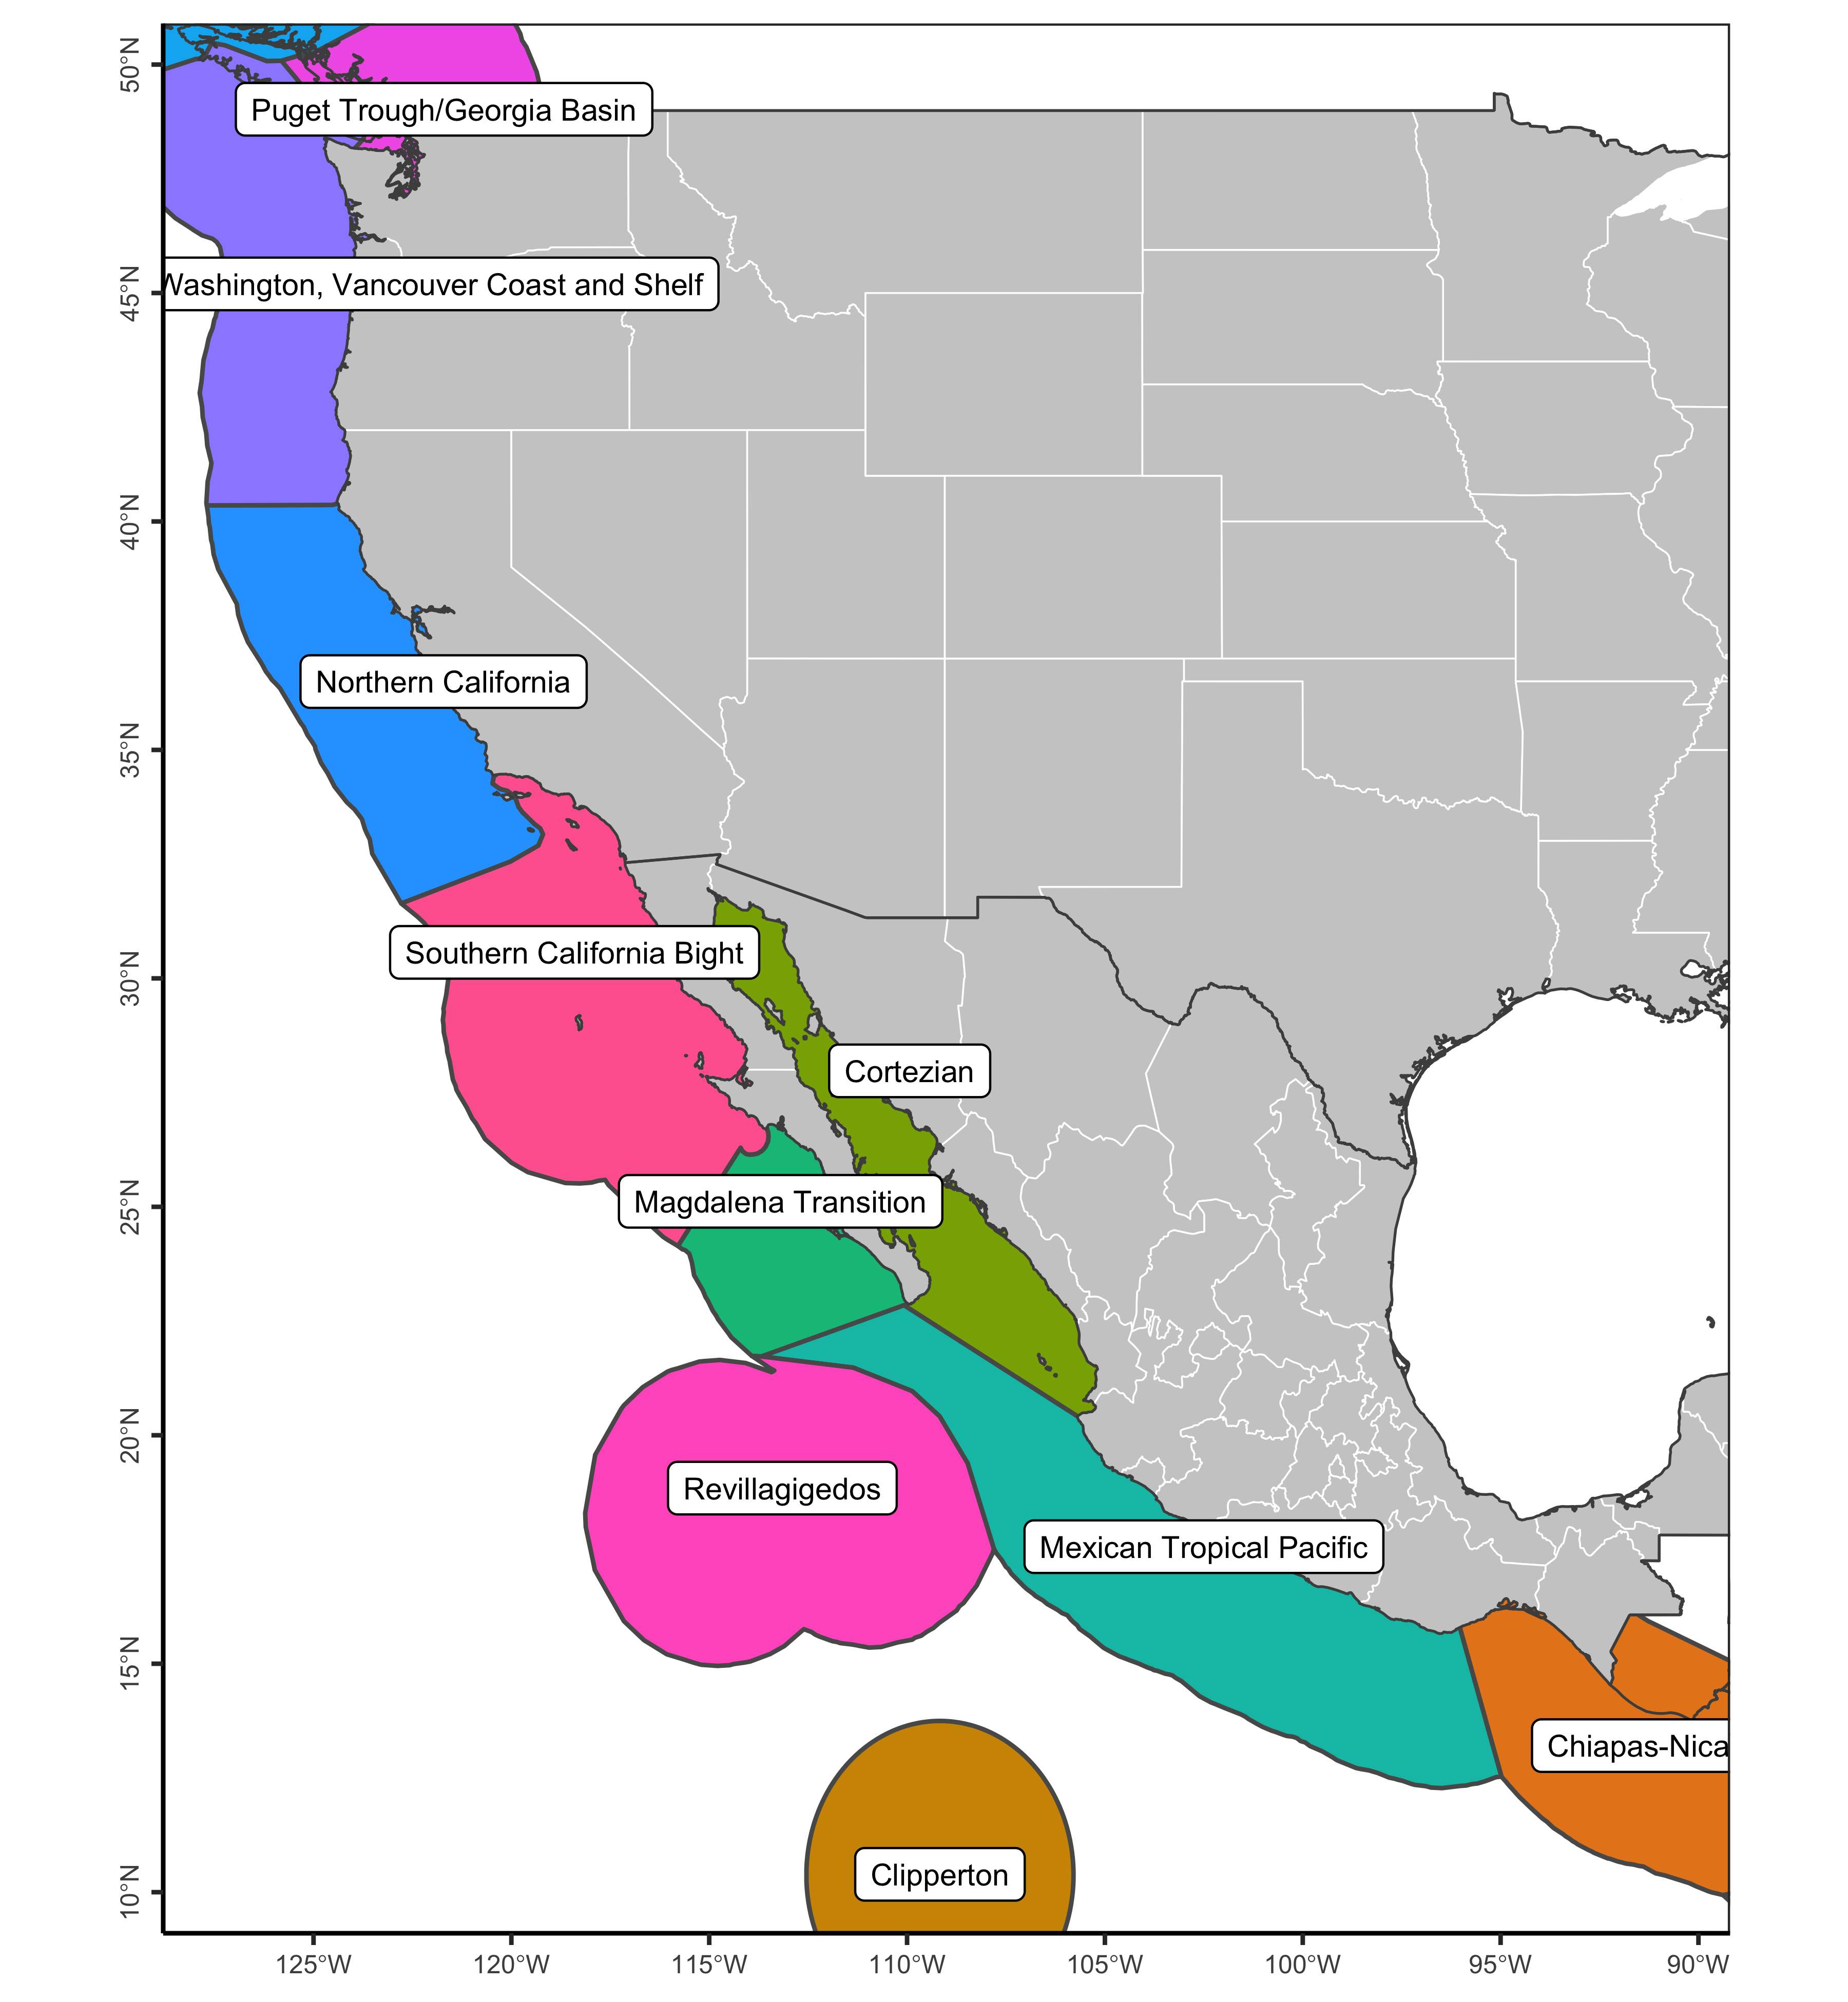 50°N
45°N
40°N
35°N
30°N
25°N
20°N
15°N
10°N
Puget Trough/Georgia Basin
Washington, Vancouver Coast and Shelf
Northern California
Southern California Bight
Cortezian
Magdalena Transition
Revillagigedos
Mexican Tropical Pacific
Chiapas-Nica
Clipperton
125°W
120°W
115°W
110°W
105°W
100°W
95°W
90°W